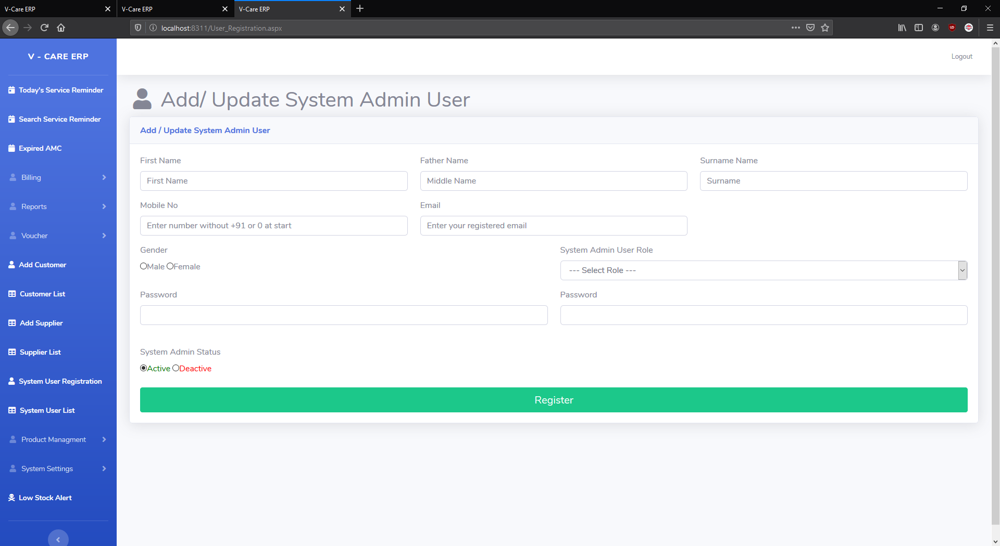 V-Care ERP
V-Care ERP
V-Care ERP
localhost:8311/User_Registration.aspx
V - CARE ERP
Logout
Today's Service Reminder
Search Service Reminder
Expired AMC
Billing
Reports
Voucher
Add Customer
Customer List
Add Supplier
Supplier List
System User Registration
System User List
Product Managment
System Settings
Low Stock Alert
Add/ Update System Admin User
Add / Update System Admin User
First Name
Father Name
Surname Name
First Name
Middle Name
Surname
Mobile No
Email
Enter number without +91 or 0 at start
Enter your registered email
Gender
System Admin User Role
Male Female
--- Select Role ---
Password
Password
System Admin Status
Active Deactive
Register